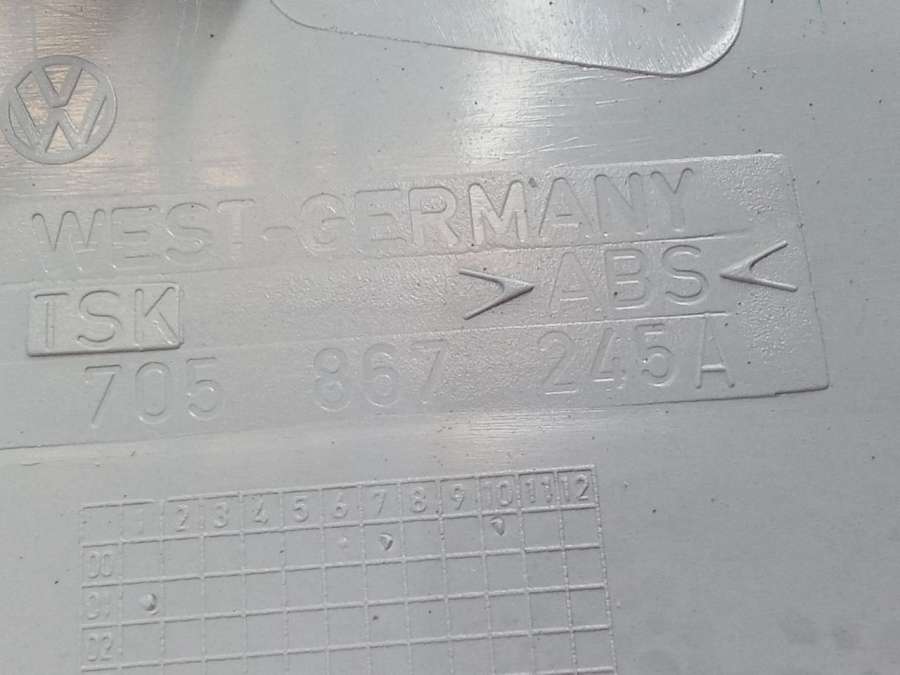 WEST-GERMANY
TSK >ABS<
705 867 245A
1 2 3 4 5 6 7 8 9 10 11 12
00
01
02